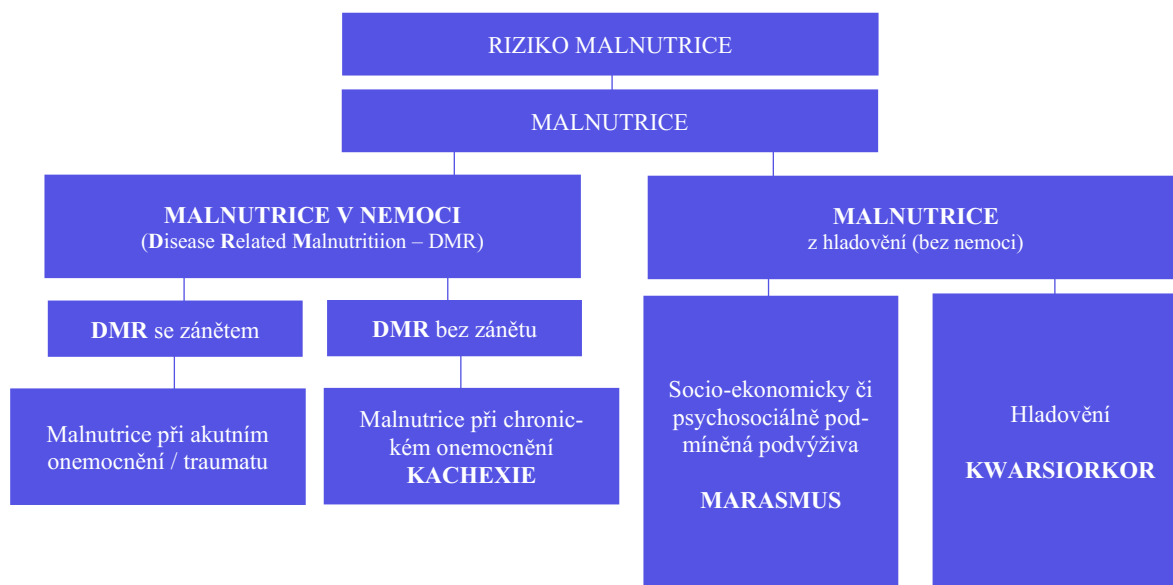 RIZIKO MALNUTRICE
MALNUTRICE
MALNUTRICE V NEMOCI
(Disease Related Malnutritiion – DMR)
MALNUTRICE
z hladovění (bez nemoci)
DMR se zánětem
DMR bez zánětu
Malnutrice při akutním
onemocnění / traumatu
Malnutrice při chronic-
kém onemocnění
KACHEXIE
Socio-ekonomicky či
psychosociálně pod-
míněná podvýživa
MARASMUS
Hladovění
KWARSIORKOR